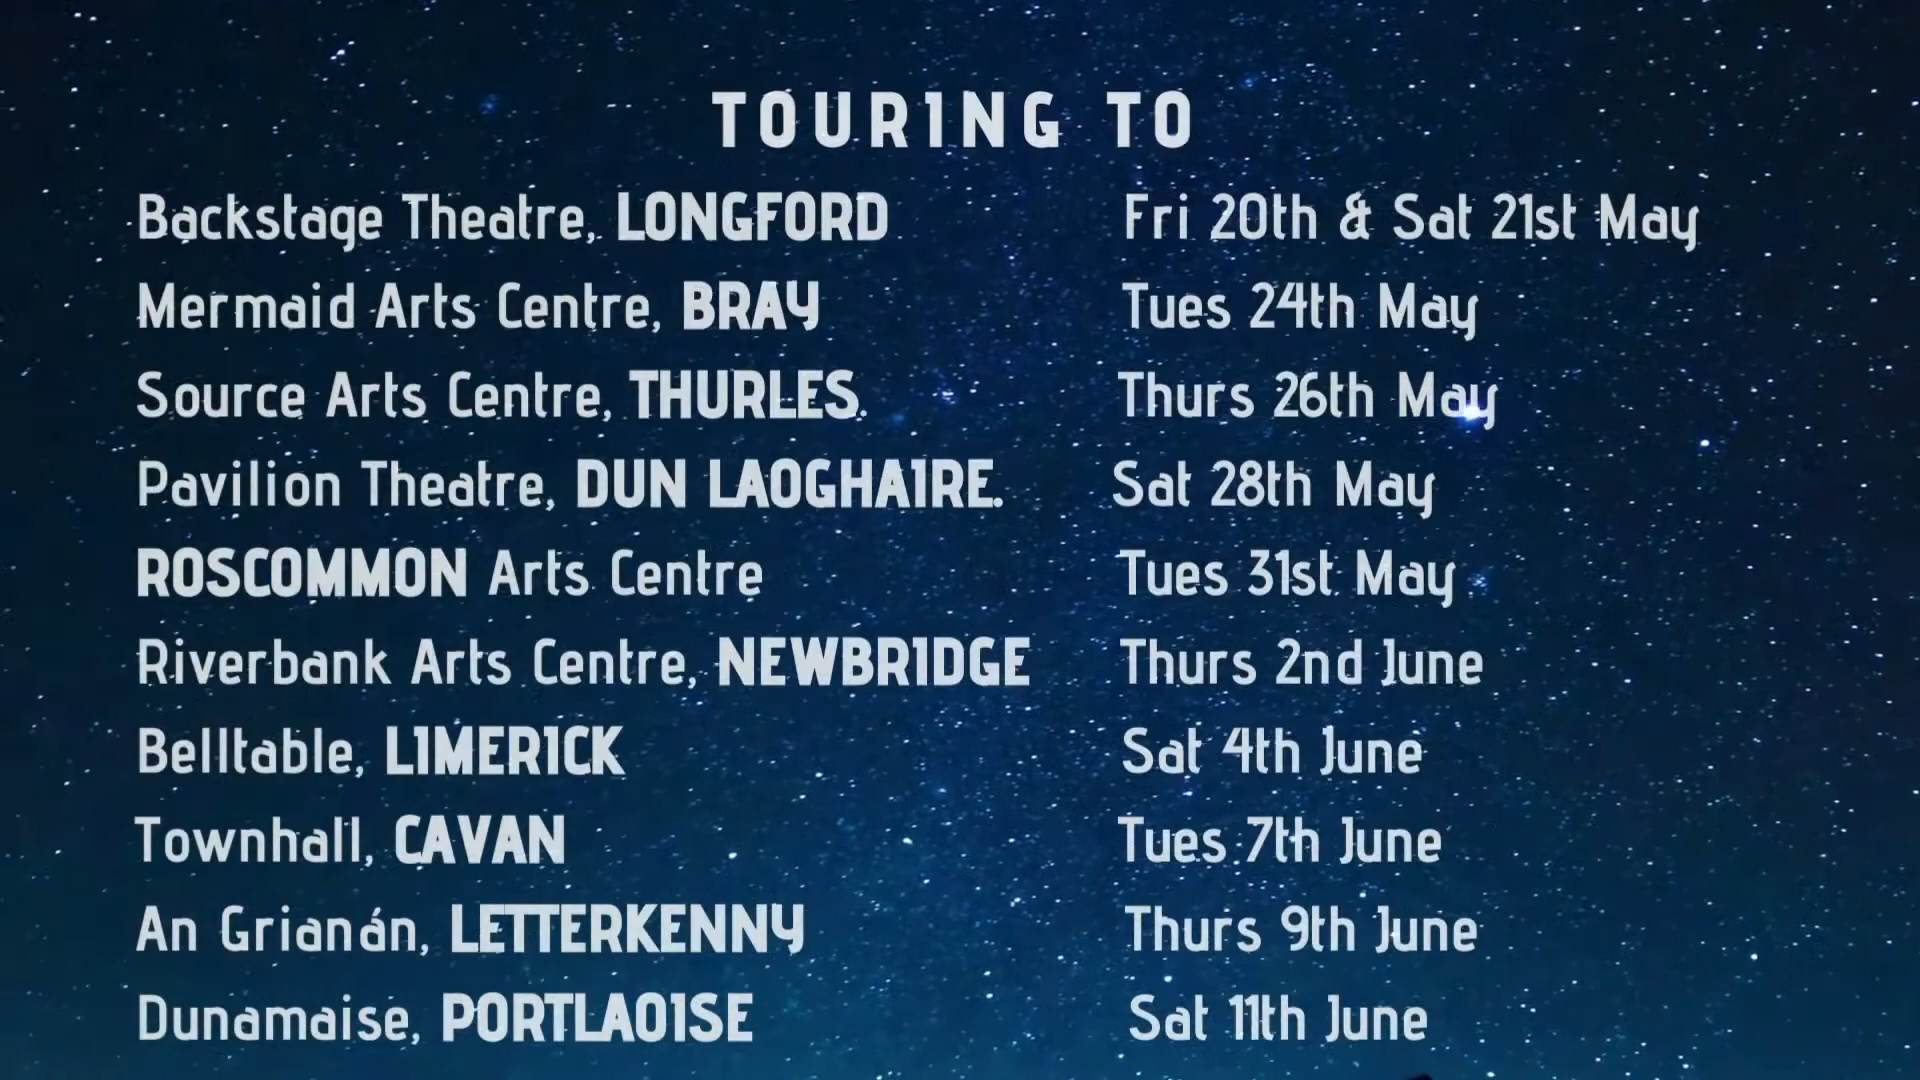 TOURING TO
Backstage Theatre, LONGFORD Fri 20th & Sat 21st May
Mermaid Arts Centre, BRAY Tues 24th May
Source Arts Centre, THURLES. Thurs 26th May
Pavilion Theatre, DUN LAOGHAIRE. Sat 28th May
ROSCOMMON Arts Centre Tues 31st May
Riverbank Arts Centre, NEWBRIDGE Thurs 2nd June
Belltable, LIMERICK Sat 4th June
Townhall, CAVAN Tues 7th June
An Grianán, LETTERKENNY Thurs 9th June
Dunamaise, PORTLAOISE Sat 11th June